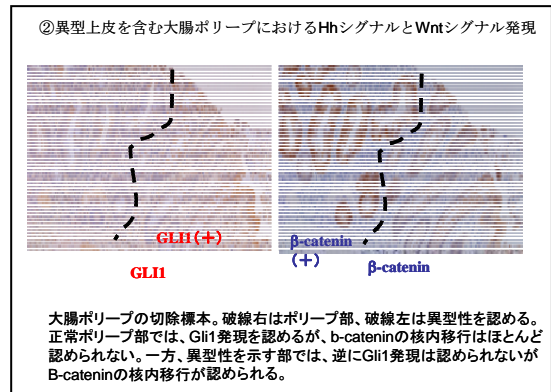 ②異型上皮を含む大腸ポリープにおけるHhシグナルとWntシグナル発現
GLI1(+)
GLI1
β-catenin
(+)
β-catenin
大腸ポリープの切除標本。破線右はポリープ部、破線左は異型性を認める。
正常ポリープ部では、Gli1発現を認めるが、b-cateninの核内移行はほとんど
認められない。一方、異型性を示す部では、逆にGli1発現は認められないが
B-cateninの核内移行が認められる。